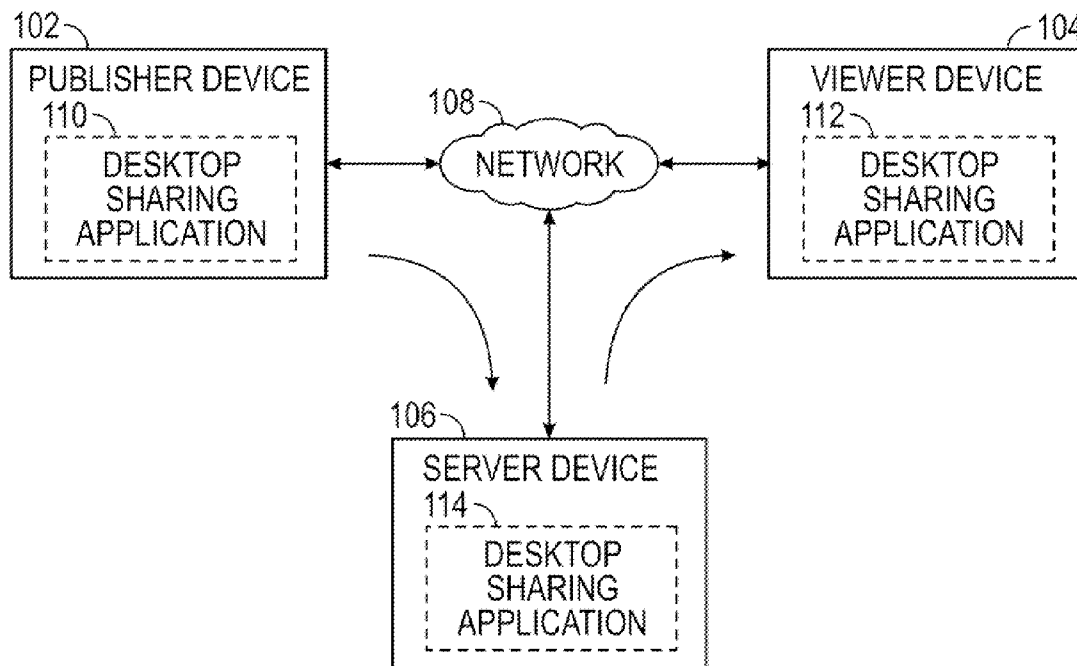 102
PUBLISHER DEVICE
110
DESKTOP
SHARING
APPLICATION
108
NETWORK
104
VIEWER DEVICE
112
DESKTOP
SHARING
APPLICATION
106
SERVER DEVICE
114
DESKTOP
SHARING
APPLICATION